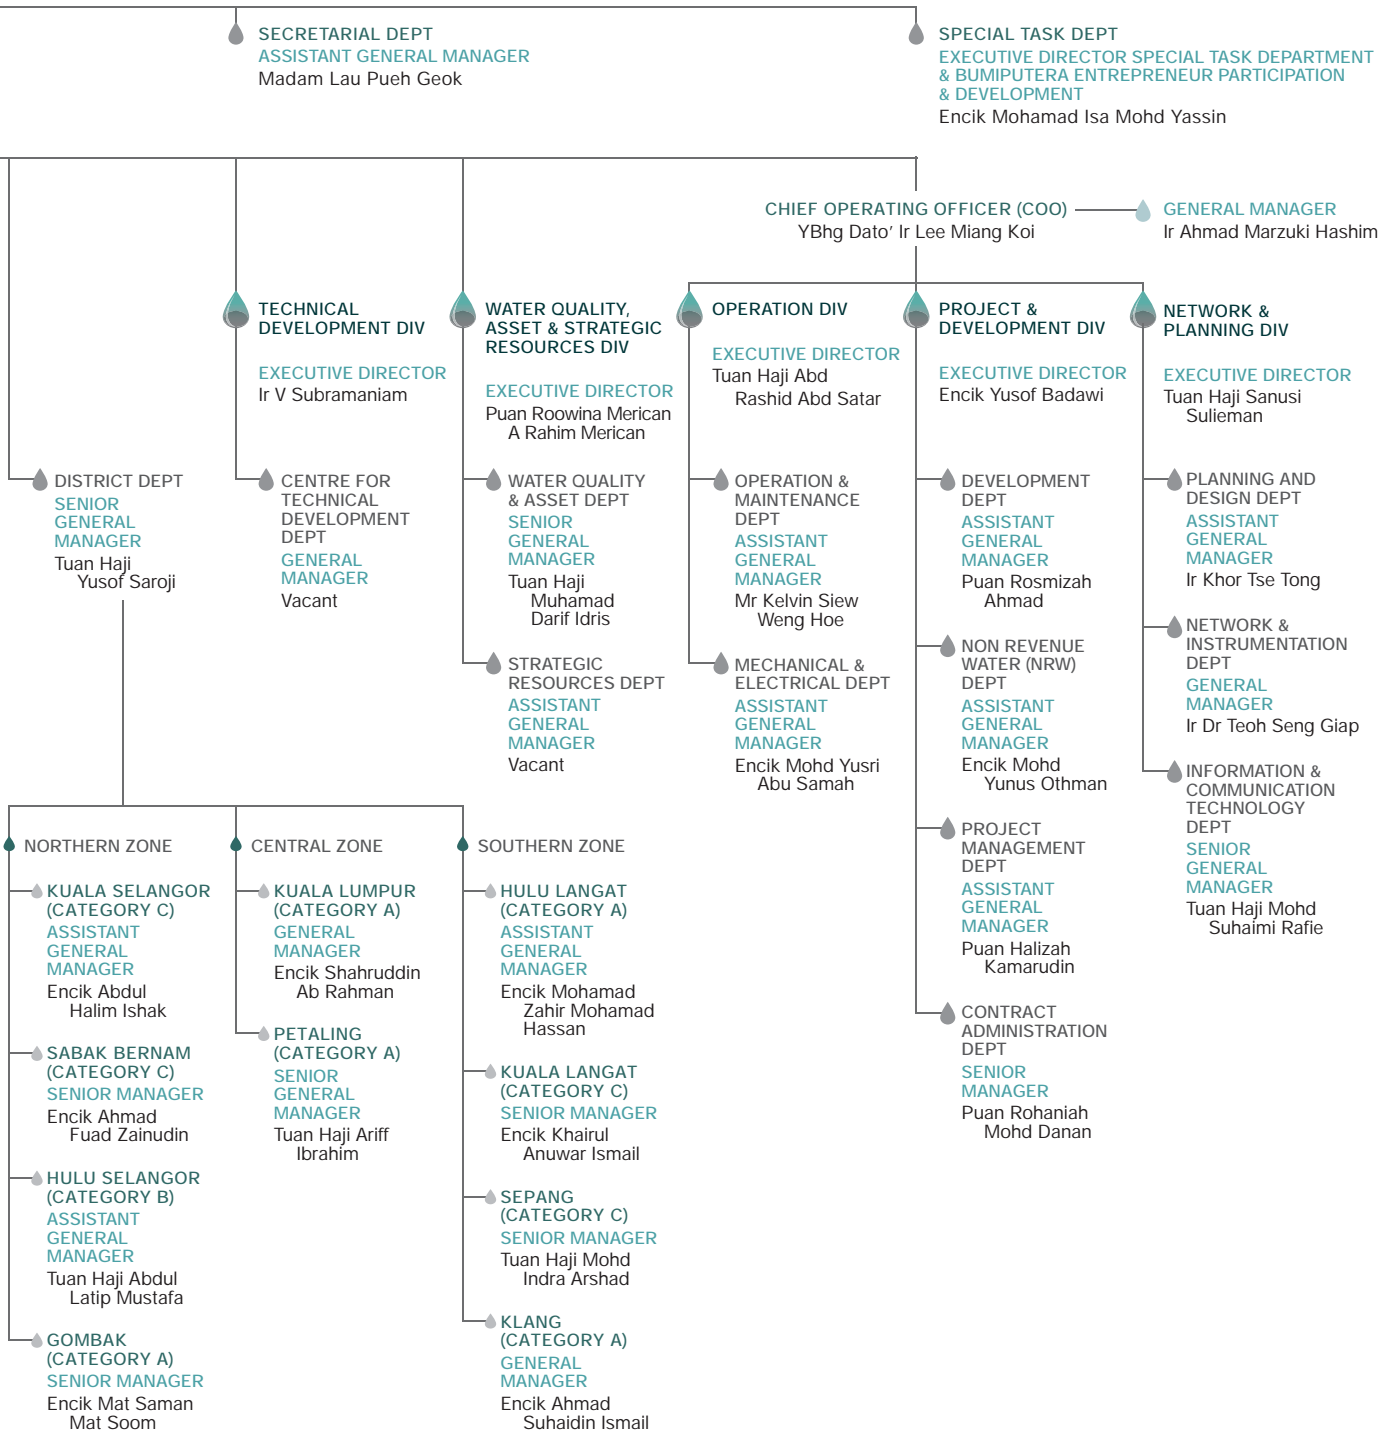 SECRETARIAL DEPT
ASSISTANT GENERAL MANAGER
Madam Lau Pueh Geok
SPECIAL TASK DEPT
EXECUTIVE DIRECTOR SPECIAL TASK DEPARTMENT
& BUMIPUTERA ENTREPRENEUR PARTICIPATION
& DEVELOPMENT
Encik Mohamad Isa Mohd Yassin
CHIEF OPERATING OFFICER (COO)
YBhg Dato’ Ir Lee Miang Koi
GENERAL MANAGER
Ir Ahmad Marzuki Hashim
TECHNICAL
DEVELOPMENT DIV
EXECUTIVE DIRECTOR
Ir V Subramaniam
WATER QUALITY,
ASSET & STRATEGIC
RESOURCES DIV
EXECUTIVE DIRECTOR
Puan Roowina Merican
A Rahim Merican
OPERATION DIV
EXECUTIVE DIRECTOR
Tuan Haji Abd
Rashid Abd Satar
PROJECT &
DEVELOPMENT DIV
EXECUTIVE DIRECTOR
Encik Yusof Badawi
NETWORK &
PLANNING DIV
EXECUTIVE DIRECTOR
Tuan Haji Sanusi
Sulieman
DISTRICT DEPT
SENIOR
GENERAL
MANAGER
Tuan Haji
Yusof Saroji
CENTRE FOR
TECHNICAL
DEVELOPMENT
DEPT
GENERAL
MANAGER
Vacant
WATER QUALITY
& ASSET DEPT
SENIOR
GENERAL
MANAGER
Tuan Haji
Muhamad
Darif Idris
STRATEGIC
RESOURCES DEPT
ASSISTANT
GENERAL
MANAGER
Vacant
OPERATION &
MAINTENANCE
DEPT
ASSISTANT
GENERAL
MANAGER
Mr Kelvin Siew
Weng Hoe
MECHANICAL &
ELECTRICAL DEPT
ASSISTANT
GENERAL
MANAGER
Encik Mohd Yusri
Abu Samah
DEVELOPMENT
DEPT
ASSISTANT
GENERAL
MANAGER
Puan Rosmizah
Ahmad
NON REVENUE
WATER (NRW)
DEPT
ASSISTANT
GENERAL
MANAGER
Encik Mohd
Yunus Othman
PROJECT
MANAGEMENT
DEPT
ASSISTANT
GENERAL
MANAGER
Puan Halizah
Kamarudin
CONTRACT
ADMINISTRATION
DEPT
SENIOR
MANAGER
Puan Rohaniah
Mohd Danan
PLANNING AND
DESIGN DEPT
ASSISTANT
GENERAL
MANAGER
Ir Khor Tse Tong
NETWORK &
INSTRUMENTATION
DEPT
GENERAL
MANAGER
Ir Dr Teoh Seng Giap
INFORMATION &
COMMUNICATION
TECHNOLOGY
DEPT
SENIOR
GENERAL
MANAGER
Tuan Haji Mohd
Suhaimi Rafie
NORTHERN ZONE
KUALA SELANGOR
(CATEGORY C)
ASSISTANT
GENERAL
MANAGER
Encik Abdul
Halim Ishak
SABAK BERNAM
(CATEGORY C)
SENIOR MANAGER
Encik Ahmad
Fuad Zainudin
HULU SELANGOR
(CATEGORY B)
ASSISTANT
GENERAL
MANAGER
Tuan Haji Abdul
Latip Mustafa
GOMBAK
(CATEGORY A)
SENIOR MANAGER
Encik Mat Saman
Mat Soom
CENTRAL ZONE
KUALA LUMPUR
(CATEGORY A)
GENERAL
MANAGER
Encik Shahruddin
Ab Rahman
PETALING
(CATEGORY A)
SENIOR
GENERAL
MANAGER
Tuan Haji Ariff
Ibrahim
SOUTHERN ZONE
HULU LANGAT
(CATEGORY A)
ASSISTANT
GENERAL
MANAGER
Encik Mohamad
Zahir Mohamad
Hassan
KUALA LANGAT
(CATEGORY C)
SENIOR MANAGER
Encik Khairul
Anuwar Ismail
SEPANG
(CATEGORY C)
SENIOR MANAGER
Tuan Haji Mohd
Indra Arshad
KLANG
(CATEGORY A)
GENERAL
MANAGER
Encik Ahmad
Suhaidin Ismail